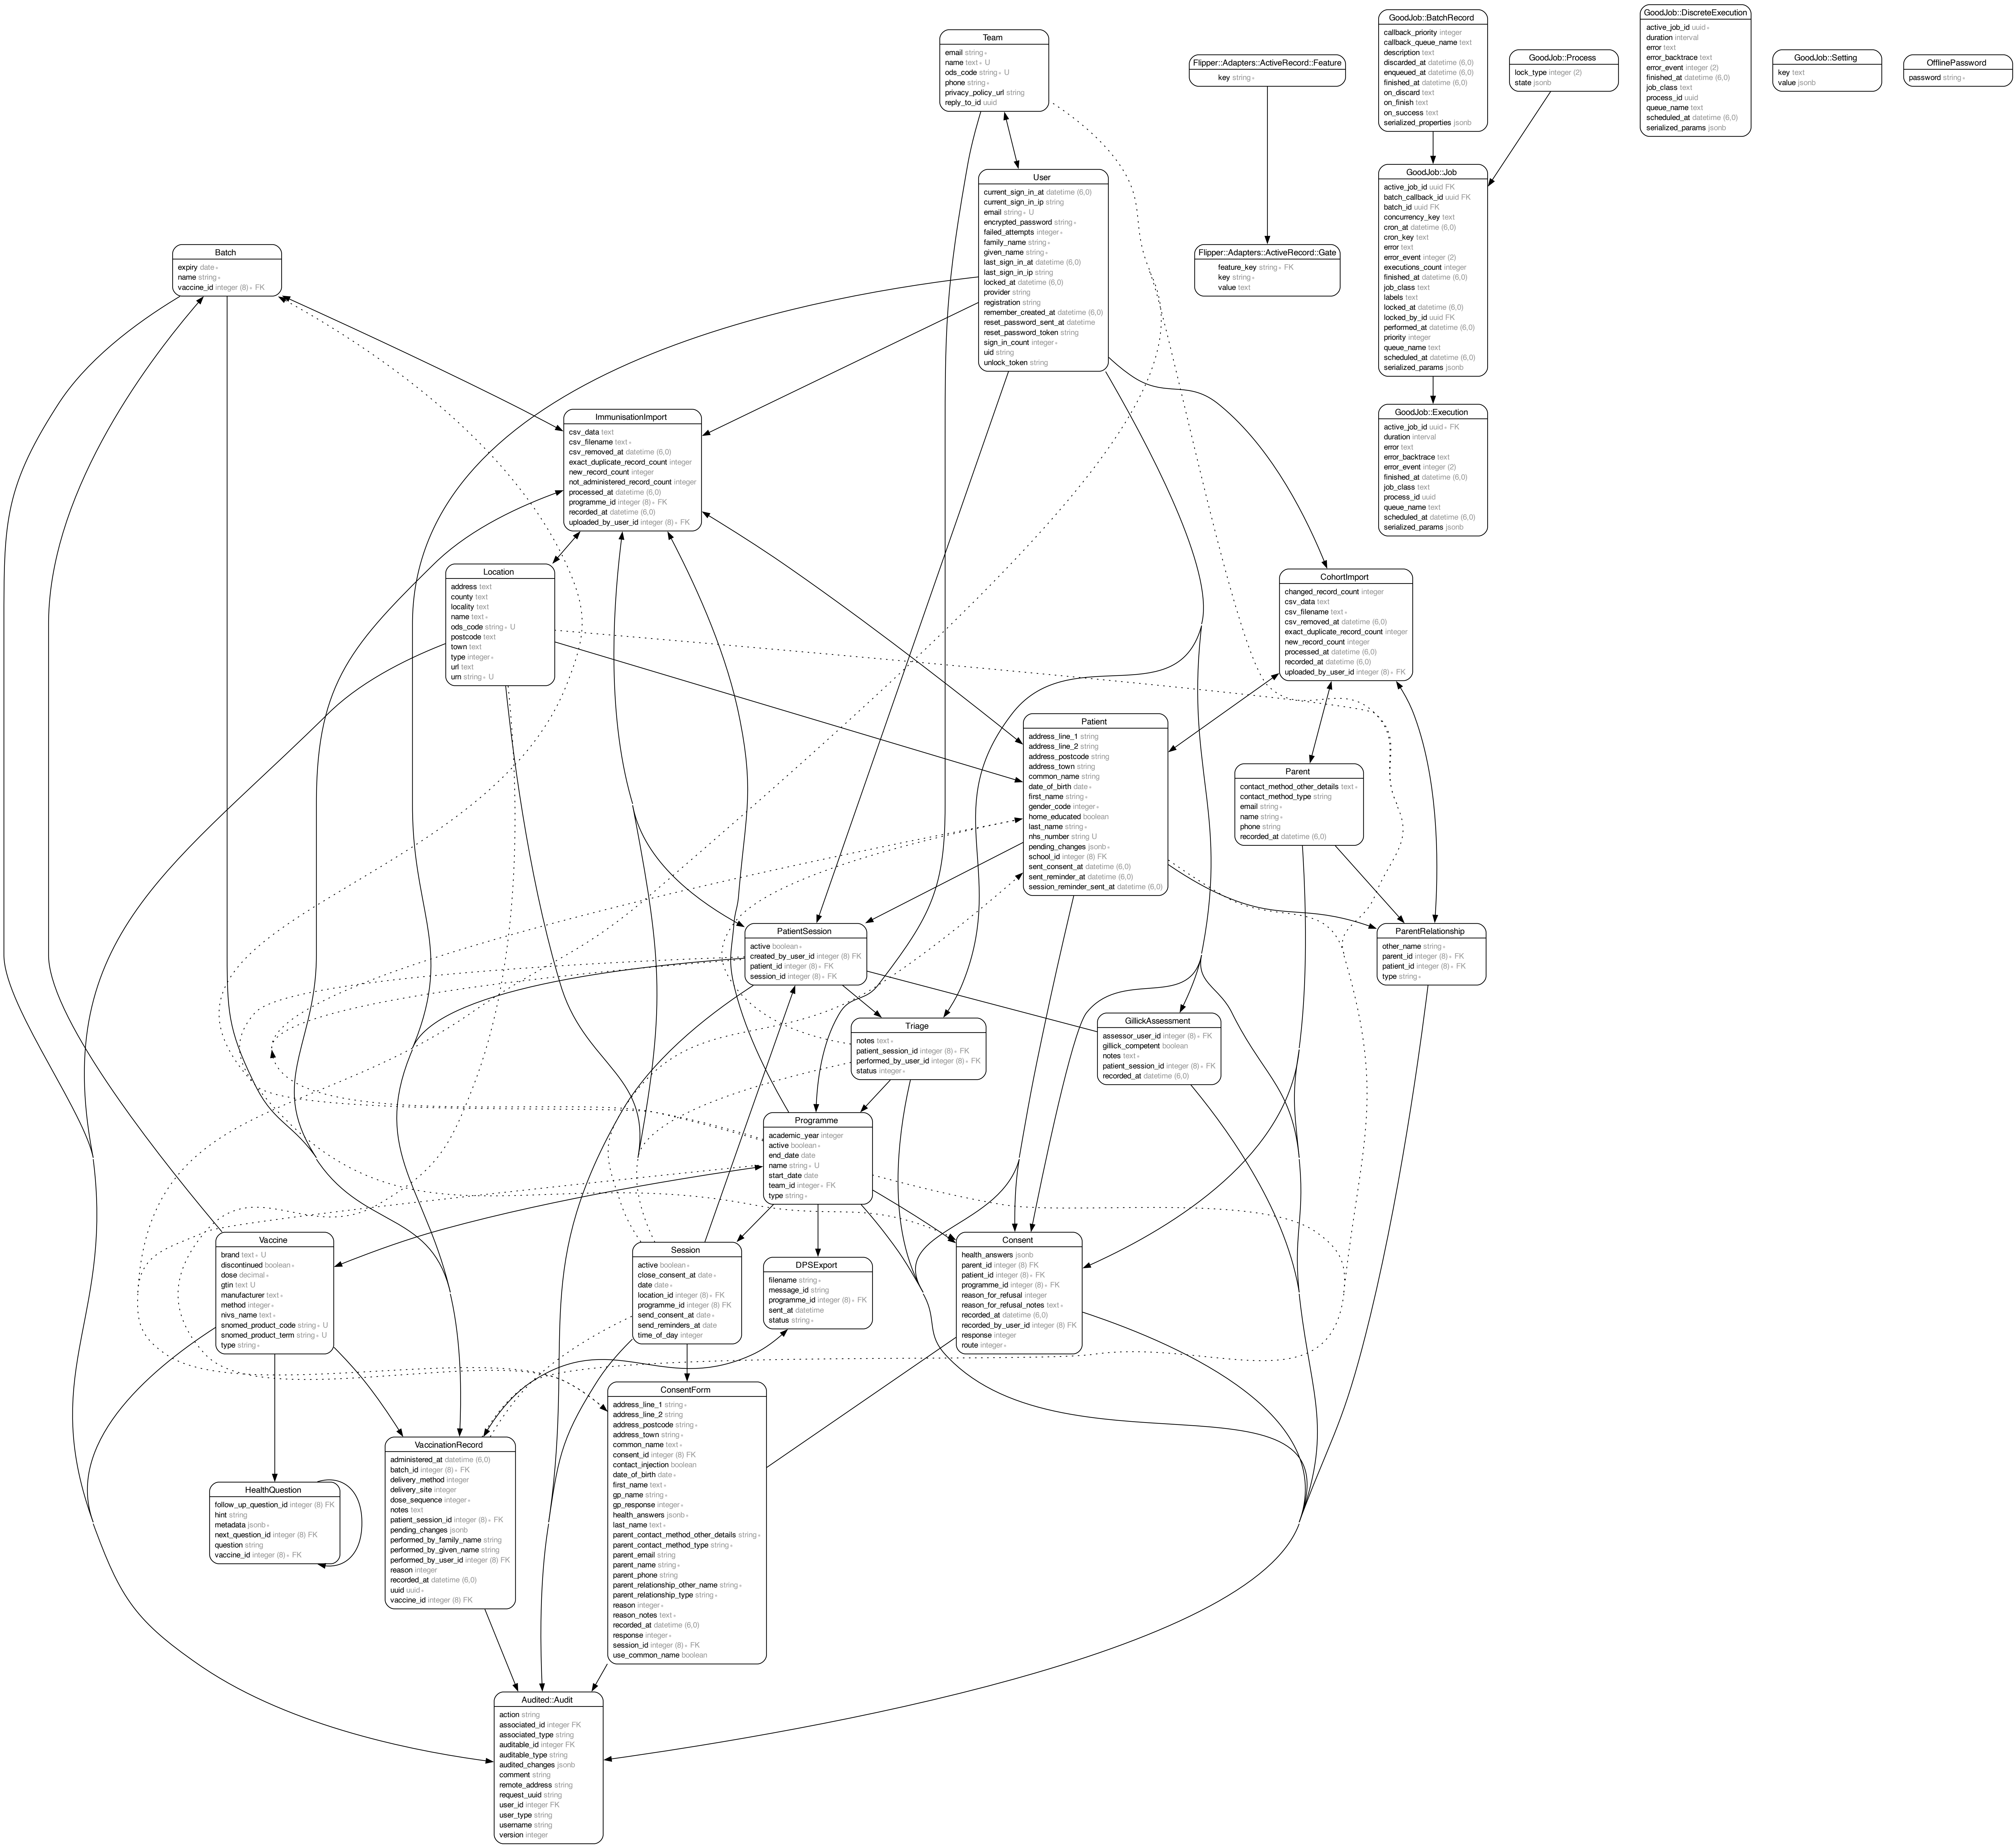 Team
email string ∗
name text ∗ U
ods_code string ∗ U
phone string ∗
privacy_policy_url string
reply_to_id uuid
Flipper::Adapters::ActiveRecord::Feature
key string ∗
GoodJob::BatchRecord
callback_priority integer
callback_queue_name text
description text
discarded_at datetime (6,0)
enqueued_at datetime (6,0)
finished_at datetime (6,0)
on_discard text
on_finish text
on_success text
serialized_properties jsonb
GoodJob::Process
lock_type integer (2)
state jsonb
GoodJob::DiscreteExecution
active_job_id uuid ∗
duration interval
error text
error_backtrace text
error_event integer (2)
finished_at datetime (6,0)
job_class text
process_id uuid
queue_name text
scheduled_at datetime (6,0)
serialized_params jsonb
GoodJob::Setting
key text
value jsonb
OfflinePassword
password string ∗
User
current_sign_in_at datetime (6,0)
current_sign_in_ip string
email string ∗ U
encrypted_password string ∗
failed_attempts integer ∗
family_name string ∗
given_name string ∗
last_sign_in_at datetime (6,0)
last_sign_in_ip string
locked_at datetime (6,0)
provider string
registration string
remember_created_at datetime (6,0)
reset_password_sent_at datetime
reset_password_token string
sign_in_count integer ∗
uid string
unlock_token string
GoodJob::Job
active_job_id uuid FK
batch_callback_id uuid FK
batch_id uuid FK
concurrency_key text
cron_at datetime (6,0)
cron_key text
error text
error_event integer (2)
executions_count integer
finished_at datetime (6,0)
job_class text
labels text
locked_at datetime (6,0)
locked_by_id uuid FK
performed_at datetime (6,0)
priority integer
queue_name text
scheduled_at datetime (6,0)
serialized_params jsonb
Batch
expiry date ∗
name string ∗
vaccine_id integer (8) ∗ FK
Flipper::Adapters::ActiveRecord::Gate
feature_key string ∗ FK
key string ∗
value text
ImmunisationImport
csv_data text
csv_filename text ∗
csv_removed_at datetime (6,0)
exact_duplicate_record_count integer
new_record_count integer
not_administered_record_count integer
processed_at datetime (6,0)
programme_id integer (8) ∗ FK
recorded_at datetime (6,0)
uploaded_by_user_id integer (8) ∗ FK
GoodJob::Execution
active_job_id uuid ∗ FK
duration interval
error text
error_backtrace text
error_event integer (2)
finished_at datetime (6,0)
job_class text
process_id uuid
queue_name text
scheduled_at datetime (6,0)
serialized_params jsonb
Location
address text
county text
locality text
name text ∗
ods_code string ∗ U
postcode text
town text
type integer ∗
url text
urn string ∗ U
CohortImport
changed_record_count integer
csv_data text
csv_filename text ∗
csv_removed_at datetime (6,0)
exact_duplicate_record_count integer
new_record_count integer
processed_at datetime (6,0)
recorded_at datetime (6,0)
uploaded_by_user_id integer (8) ∗ FK
Patient
address_line_1 string
address_line_2 string
address_postcode string
address_town string
common_name string
date_of_birth date ∗
first_name string ∗
gender_code integer ∗
home_educated boolean
last_name string ∗
nhs_number string U
pending_changes jsonb ∗
school_id integer (8) FK
sent_consent_at datetime (6,0)
sent_reminder_at datetime (6,0)
session_reminder_sent_at datetime (6,0)
Parent
contact_method_other_details text ∗
contact_method_type string
email string ∗
name string ∗
phone string
recorded_at datetime (6,0)
PatientSession
active boolean ∗
created_by_user_id integer (8) FK
patient_id integer (8) ∗ FK
session_id integer (8) ∗ FK
ParentRelationship
other_name string ∗
parent_id integer (8) ∗ FK
patient_id integer (8) ∗ FK
type string ∗
Triage
notes text ∗
patient_session_id integer (8) ∗ FK
performed_by_user_id integer (8) ∗ FK
status integer ∗
GillickAssessment
assessor_user_id integer (8) ∗ FK
gillick_competent boolean
notes text ∗
patient_session_id integer (8) ∗ FK
recorded_at datetime (6,0)
Programme
academic_year integer
active boolean ∗
end_date date
name string ∗ U
start_date date
team_id integer ∗ FK
type string ∗
Vaccine
brand text ∗ U
discontinued boolean ∗
dose decimal ∗
gtin text U
manufacturer text ∗
method integer ∗
nivs_name text ∗
snomed_product_code string ∗ U
snomed_product_term string ∗ U
type string ∗
Session
active boolean ∗
close_consent_at date ∗
date date ∗
location_id integer (8) ∗ FK
programme_id integer (8) FK
send_consent_at date ∗
send_reminders_at date
time_of_day integer
DPSExport
filename string ∗
message_id string
programme_id integer (8) ∗ FK
sent_at datetime
status string ∗
Consent
health_answers jsonb
parent_id integer (8) FK
patient_id integer (8) ∗ FK
programme_id integer (8) ∗ FK
reason_for_refusal integer
reason_for_refusal_notes text ∗
recorded_at datetime (6,0)
recorded_by_user_id integer (8) FK
response integer
route integer ∗
ConsentForm
address_line_1 string ∗
address_line_2 string
address_postcode string ∗
address_town string ∗
common_name text ∗
consent_id integer (8) FK
contact_injection boolean
date_of_birth date ∗
first_name text ∗
gp_name string ∗
gp_response integer ∗
health_answers jsonb ∗
last_name text ∗
parent_contact_method_other_details string ∗
parent_contact_method_type string ∗
parent_email string
parent_name string ∗
parent_phone string
parent_relationship_other_name string ∗
parent_relationship_type string ∗
reason integer ∗
reason_notes text ∗
recorded_at datetime (6,0)
response integer ∗
session_id integer (8) ∗ FK
use_common_name boolean
VaccinationRecord
administered_at datetime (6,0)
batch_id integer (8) ∗ FK
delivery_method integer
delivery_site integer
dose_sequence integer ∗
notes text
patient_session_id integer (8) ∗ FK
pending_changes jsonb
performed_by_family_name string
performed_by_given_name string
performed_by_user_id integer (8) FK
reason integer
recorded_at datetime (6,0)
uuid uuid ∗
vaccine_id integer (8) FK
HealthQuestion
follow_up_question_id integer (8) FK
hint string
metadata jsonb ∗
next_question_id integer (8) FK
question string
vaccine_id integer (8) ∗ FK
Audited::Audit
action string
associated_id integer FK
associated_type string
auditable_id integer FK
auditable_type string
audited_changes jsonb
comment string
remote_address string
request_uuid string
user_id integer FK
user_type string
username string
version integer